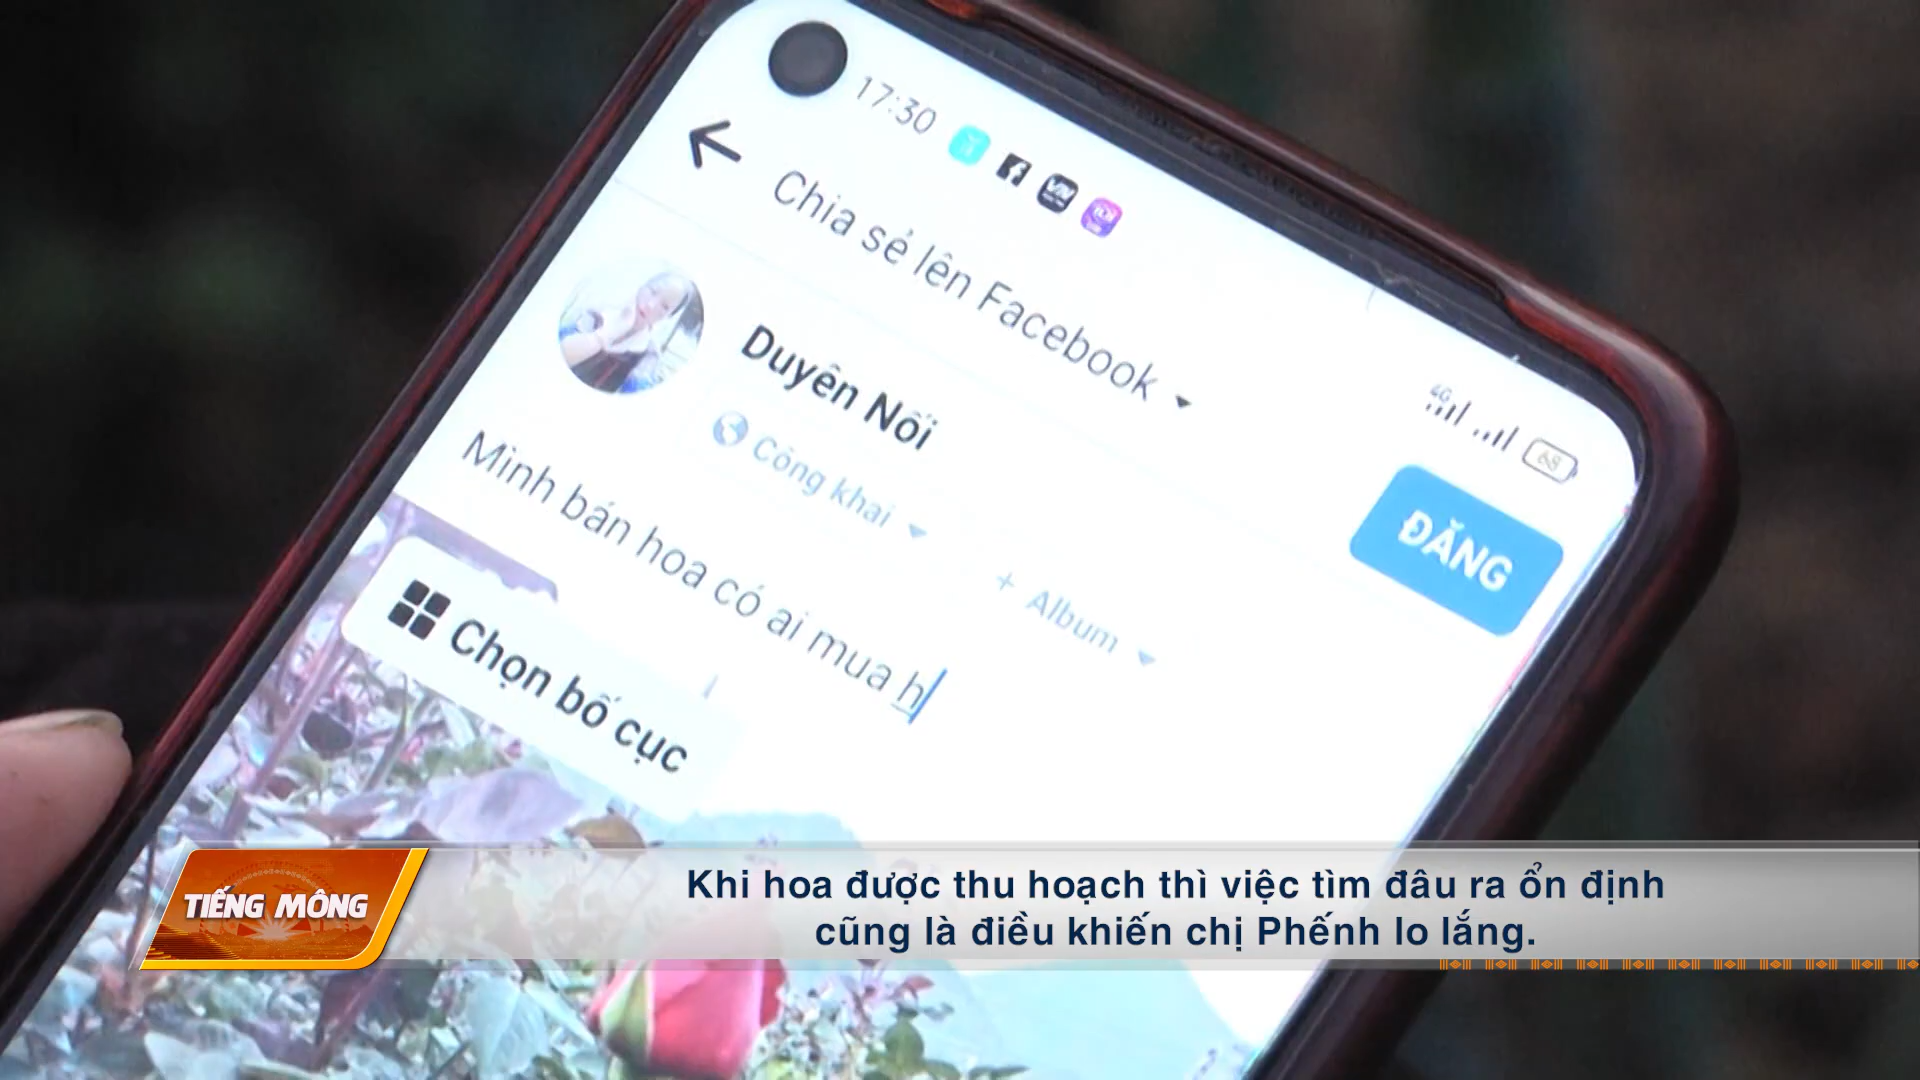 17:30
Chia sẻ lên Facebook
4G
68
Duyên Nối
Công khai
+ Album
ĐĂNG
Mình bán hoa có ai mua h
Chọn bố cục
TIẾNG MÔNG
Khi hoa được thu hoạch thì việc tìm đâu ra ổn định
cũng là điều khiến chị Phếnh lo lắng.